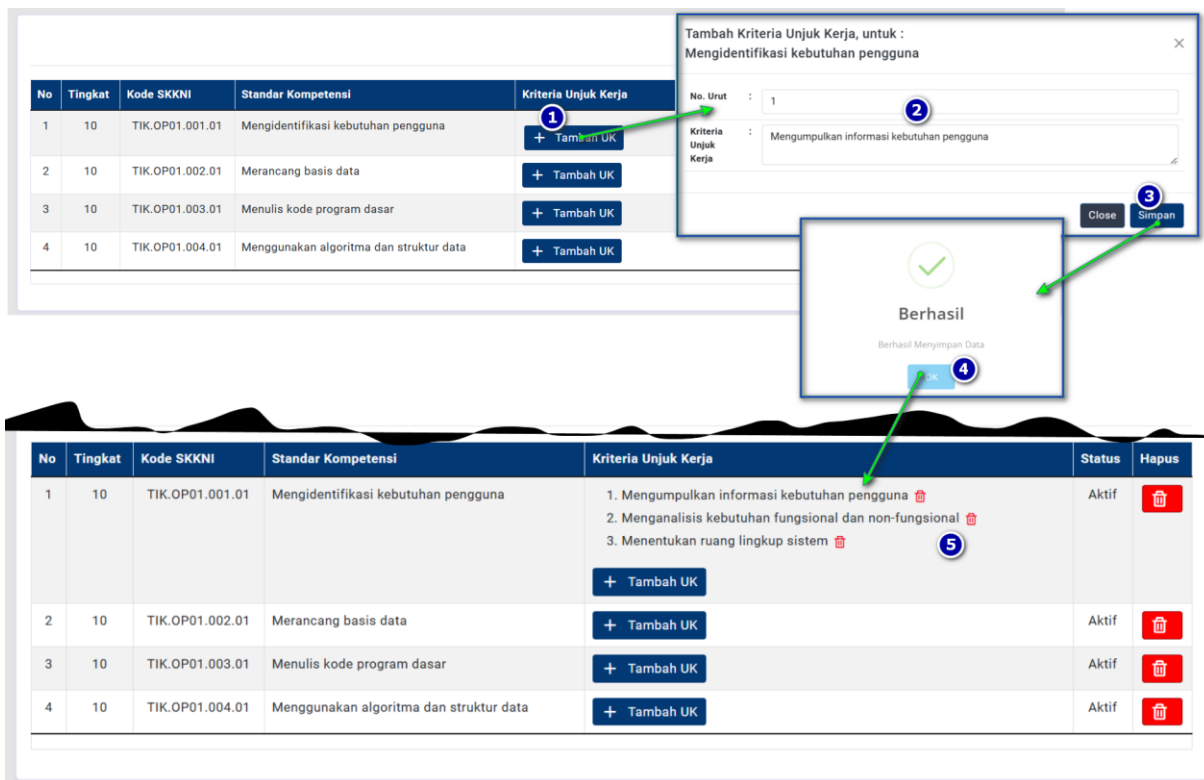 Tambah Kriteria Unjuk Kerja, untuk :
Mengidentifikasi kebutuhan pengguna
No. Urut : 1
2
Kriteria Unjuk Kerja : Mengumpulkan informasi kebutuhan pengguna
3
Close Simpan
No Tingkat Kode SKKNI Standar Kompetensi Kriteria Unjuk Kerja
1
1 10 TIK.OP01.001.01 Mengidentifikasi kebutuhan pengguna + Tambah UK
2 10 TIK.OP01.002.01 Merancang basis data + Tambah UK
3 10 TIK.OP01.003.01 Menulis kode program dasar + Tambah UK
4 10 TIK.OP01.004.01 Menggunakan algoritma dan struktur data + Tambah UK
Berhasil
Berhasil Menyimpan Data
OK 4
No Tingkat Kode SKKNI Standar Kompetensi Kriteria Unjuk Kerja Status Hapus
1 10 TIK.OP01.001.01 Mengidentifikasi kebutuhan pengguna 1. Mengumpulkan informasi kebutuhan pengguna Aktif
2. Menganalisis kebutuhan fungsional dan non-fungsional
3. Menentukan ruang lingkup sistem
5
+ Tambah UK
2 10 TIK.OP01.002.01 Merancang basis data + Tambah UK Aktif
3 10 TIK.OP01.003.01 Menulis kode program dasar + Tambah UK Aktif
4 10 TIK.OP01.004.01 Menggunakan algoritma dan struktur data + Tambah UK Aktif